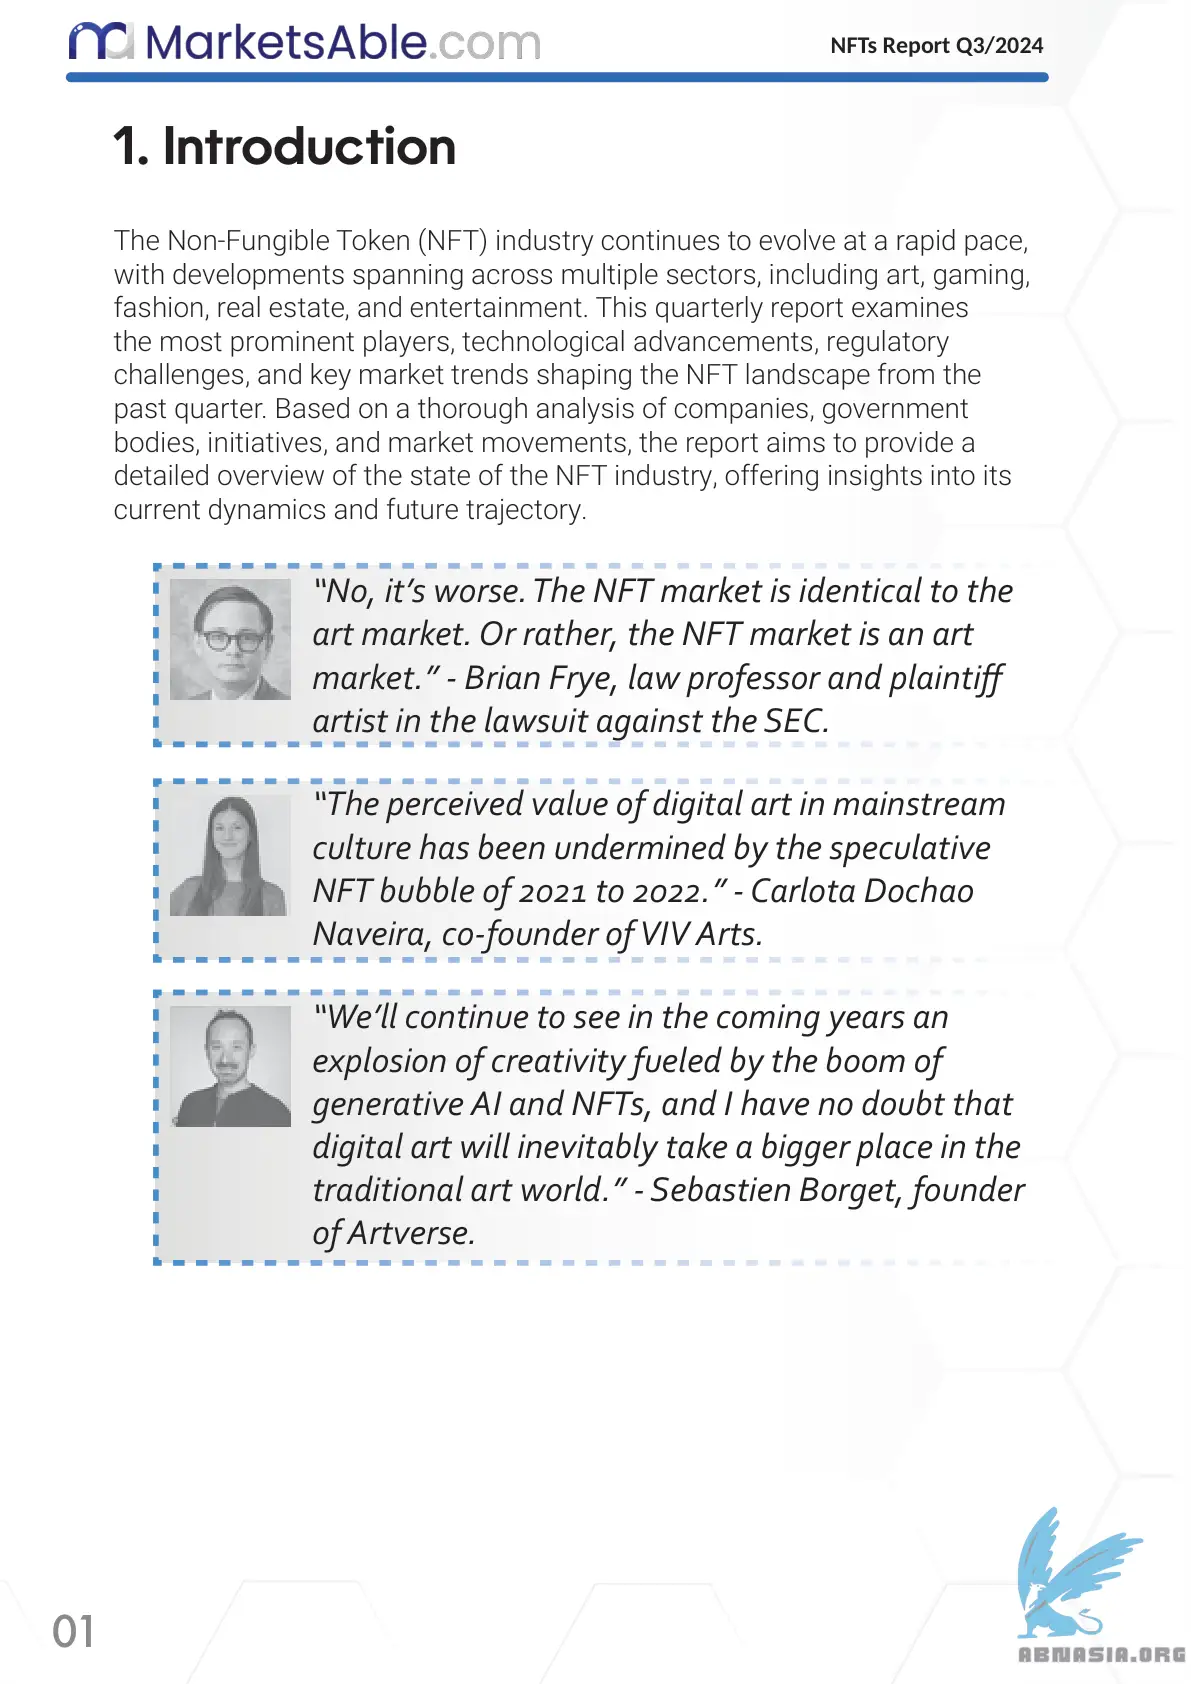 MarketsAble.com
NFTs Report Q3/2024
1. Introduction
The Non-Fungible Token (NFT) industry continues to evolve at a rapid pace,
with developments spanning across multiple sectors, including art, gaming,
fashion, real estate, and entertainment. This quarterly report examines
the most prominent players, technological advancements, regulatory
challenges, and key market trends shaping the NFT landscape from the
past quarter. Based on a thorough analysis of companies, government
bodies, initiatives, and market movements, the report aims to provide a
detailed overview of the state of the NFT industry, offering insights into its
current dynamics and future trajectory.
“No, it’s worse. The NFT market is identical to the
art market. Or rather, the NFT market is an art
market.” - Brian Frye, law professor and plaintiff
artist in the lawsuit against the SEC.
“The perceived value of digital art in mainstream
culture has been undermined by the speculative
NFT bubble of 2021 to 2022.” - Carlota Dochao
Naveira, co-founder of VIV Arts.
“We’ll continue to see in the coming years an
explosion of creativity fueled by the boom of
generative AI and NFTs, and I have no doubt that
digital art will inevitably take a bigger place in the
traditional art world.” - Sebastien Borget, founder
of Artverse.
01
ABNASIA.ORG